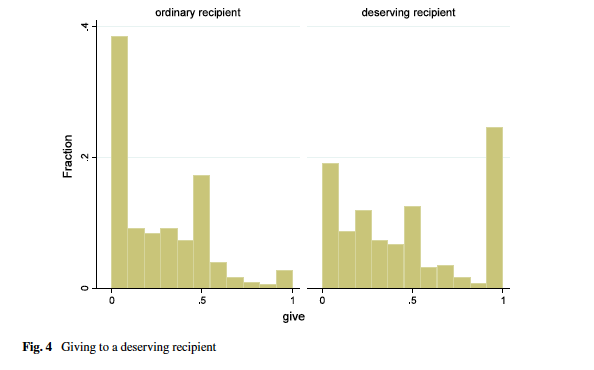 ordinary recipient
deserving recipient
Fraction
.4
.2
0
0
.5
1
0
.5
1
give
Fig. 4 Giving to a deserving recipient